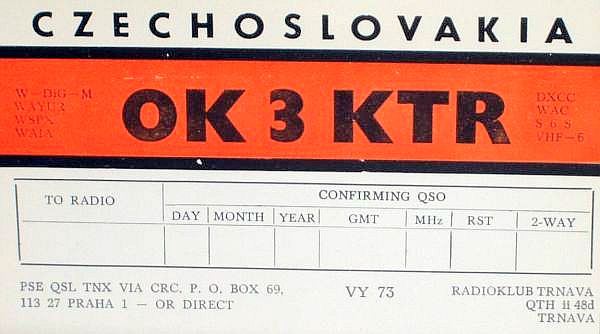 CZECHOSLOVAKIA
W-DiG-M
WAYUR
WSPX
WAIA
OK 3 KTR
DXCC
WAC
S 6 S
VHF-6
TO RADIO
CONFIRMING QSO
DAY MONTH YEAR GMT MHz RST 2-WAY
PSE QSL TNX VIA CRC, P. O. BOX 69,
113 27 PRAHA 1 — OR DIRECT
VY 73
RADIOKLUB TRNAVA
QTH ii 48d
TRNAVA